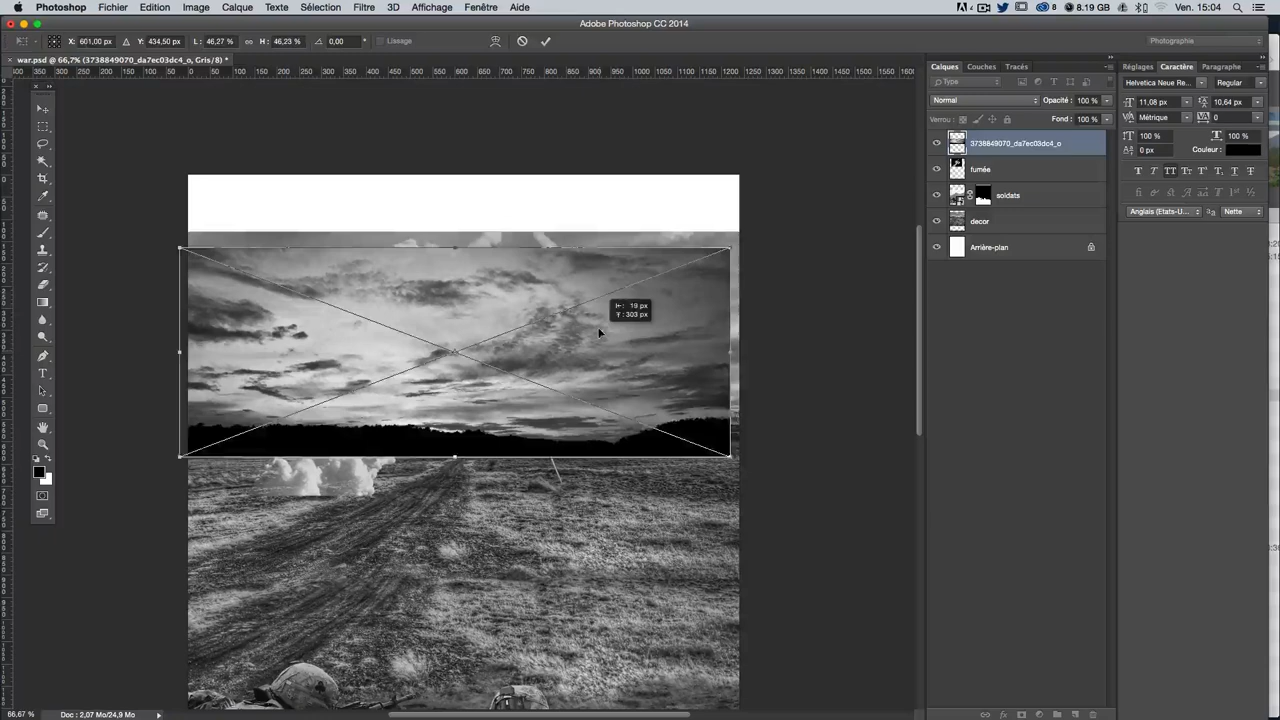 Photoshop Fichier Edition Image Calque Texte Sélection Filtre 3D Affichage Fenêtre Aide 4 8 8.19 GB Ven. 15:04
Adobe Photoshop CC 2014
X: 601,00 px Y: 434,50 px L: 46,27 % H: 46,23 % 0,00 ° Lissage Photographie
war.psd @ 66,7% (3738849070_da7ec03dc4_o, Gris/8) *
Calques Couches Tracés
Réglages Caractère Paragraphe
Type
Helvetica Neue Re... Regular
Normal Opacité : 100 %
11,08 px 10,64 px
Verrou : Fond : 100 %
Métrique 0
100 % 100 %
0 px Couleur :
Anglais (Etats-U... Nette
3738849070_da7ec03dc4_o
fumée
soldats
decor
Arrière-plan
19 px
303 px
66,67 % Doc : 2,07 Mo/24,9 Mo